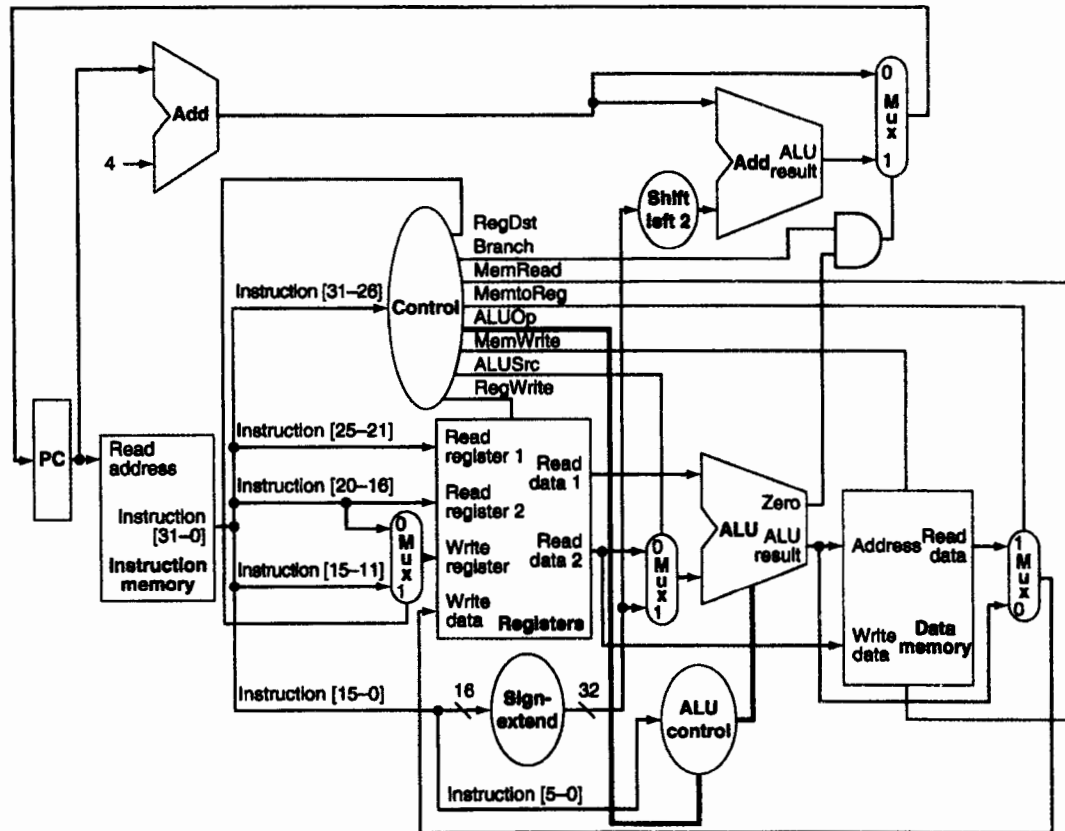 Add
4
0
M
u
x
1
Add
ALU
result
Shift
left 2
RegDst
Branch
MemRead
MemtoReg
ALUOp
MemWrite
ALUSrc
RegWrite
Control
Instruction [31–26]
PC
Read
address
Instruction
[31–0]
Instruction
memory
Instruction [25–21]
Instruction [20–16]
Instruction [15–11]
0
M
u
x
1
Read
register 1
Read
register 2
Write
register
Write
data
Read
data 1
Read
data 2
Registers
0
M
u
x
1
Zero
ALU
ALU
result
Address
Read
data
Write
data
Data
memory
1
M
u
x
0
Instruction [15–0]
16
Sign-
extend
32
ALU
control
Instruction [5–0]